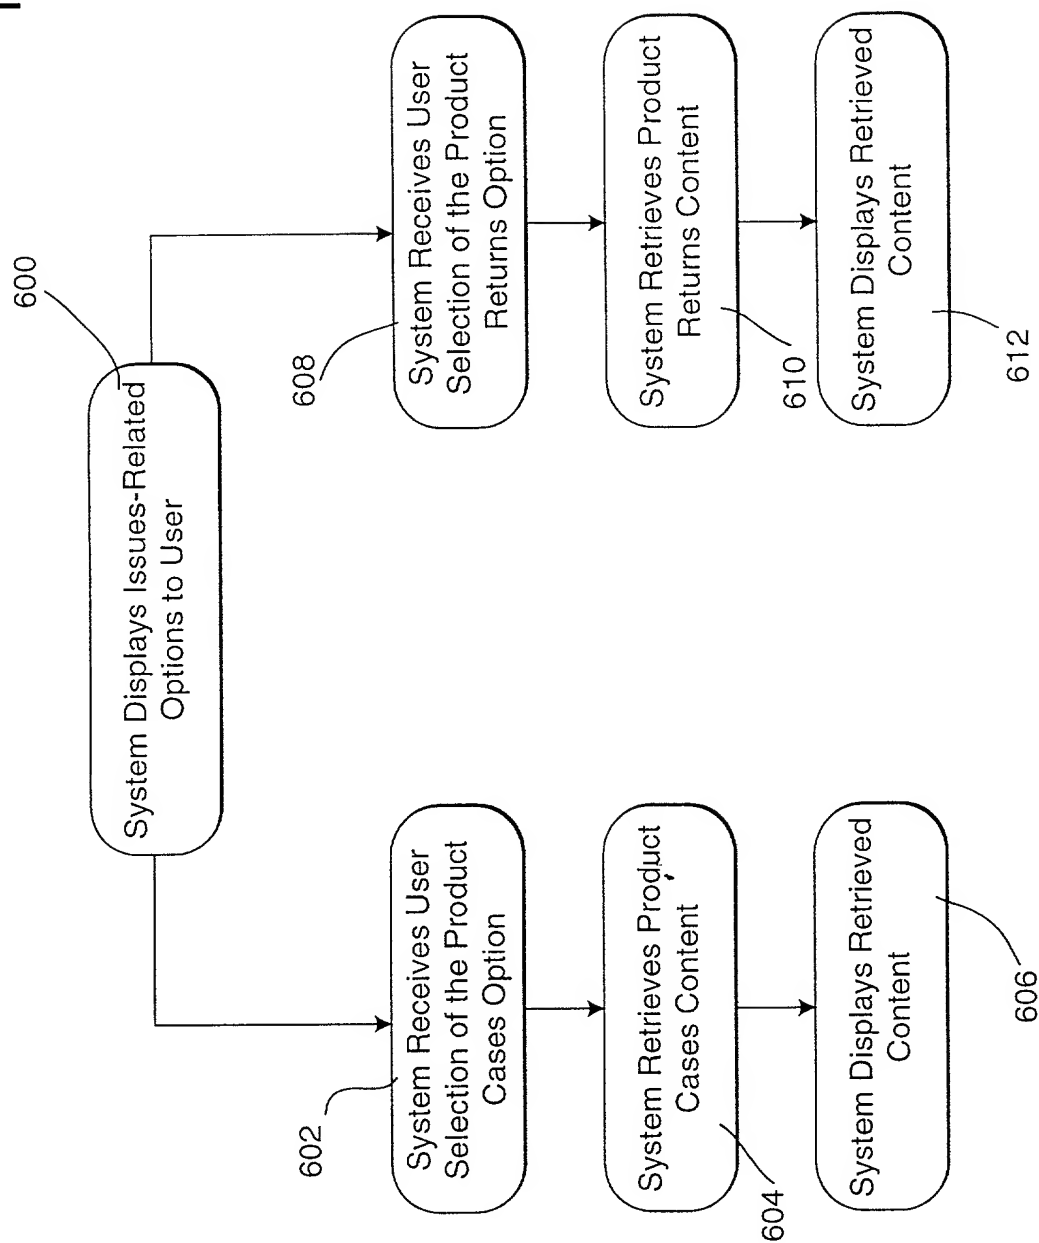 600
System Displays Issues-Related
Options to User
602
System Receives User
Selection of the Product
Cases Option
604
System Retrieves Product
Cases Content
606
System Displays Retrieved
Content
608
System Receives User
Selection of the Product
Returns Option
610
System Retrieves Product
Returns Content
612
System Displays Retrieved
Content